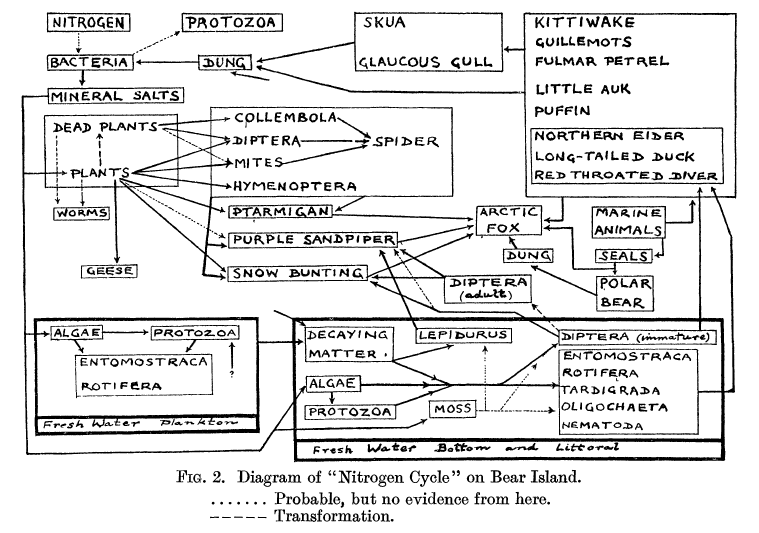 NITROGEN
PROTOZOA
BACTERIA
DUNG
MINERAL SALTS
SKUA
GLAUCOUS GULL
KITTIWAKE
GUILLEMOTS
FULMAR PETREL
LITTLE AUK
PUFFIN
NORTHERN EIDER
LONG-TAILED DUCK
RED THROATED DIVER
DEAD PLANTS
PLANTS
WORMS
GEESE
COLLEMBOLA
DIPTERA
MITES
HYMENOPTERA
SPIDER
PTARMIGAN
PURPLE SANDPIPER
SNOW BUNTING
ARCTIC
FOX
MARINE
ANIMALS
DUNG
SEALS
POLAR
BEAR
DIPTERA
(adult)
ALGAE
PROTOZOA
ENTOMOSTRACA
ROTIFERA
?
Fresh Water Plankton
DECAYING
MATTER.
LEPIDURUS
DIPTERA (immature)
ALGAE
PROTOZOA
MOSS
ENTOMOSTRACA
ROTIFERA
TARDIGRADA
OLIGOCHAETA
NEMATODA
Fresh Water Bottom and Littoral
FIG. 2. Diagram of "Nitrogen Cycle" on Bear Island.
....... Probable, but no evidence from here.
------ Transformation.